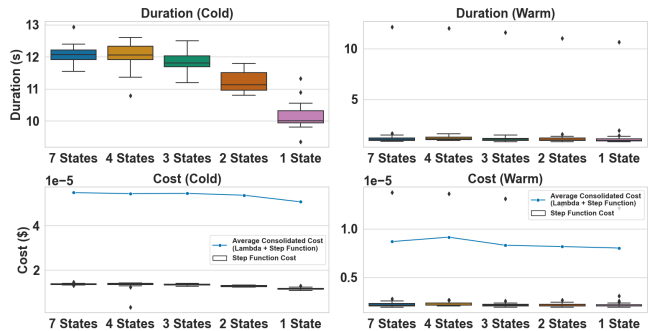 Duration (Cold)
Duration (s)
13
12
11
10
7 States 4 States 3 States 2 States 1 State
Duration (Warm)
10
5
7 States 4 States 3 States 2 States 1 State
Cost (Cold)
1e−5
Cost ($)
4
2
Average Consolidated Cost
(Lambda + Step Function)
Step Function Cost
7 States 4 States 3 States 2 States 1 State
Cost (Warm)
1e−5
1.0
0.5
Average Consolidated Cost
(Lambda + Step Function)
Step Function Cost
7 States 4 States 3 States 2 States 1 State